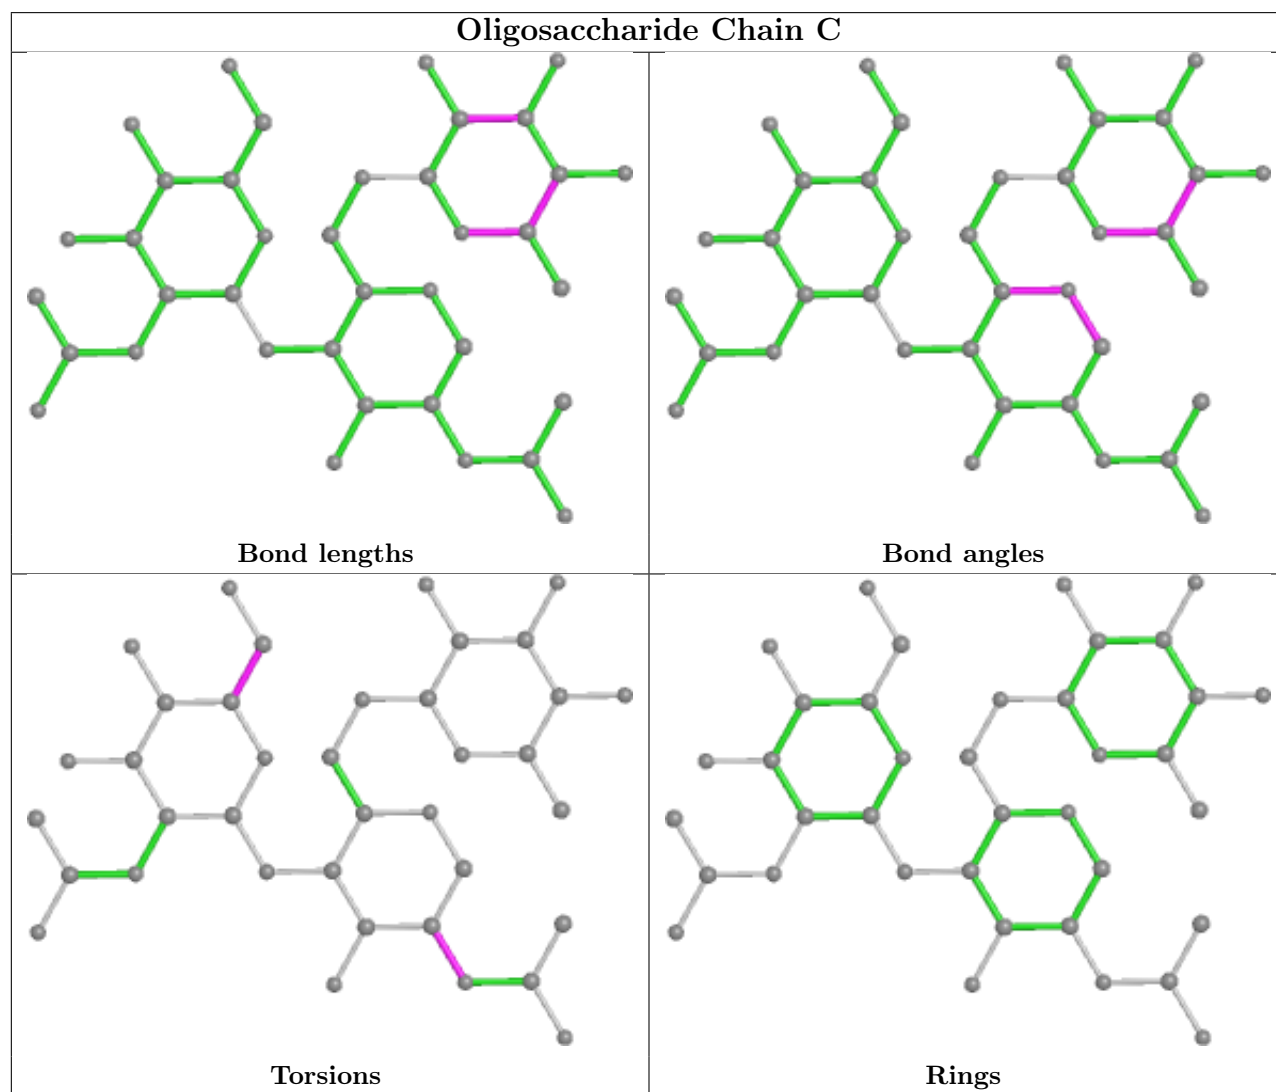 Oligosaccharide Chain C
Bond lengths
Bond angles
Torsions
Rings